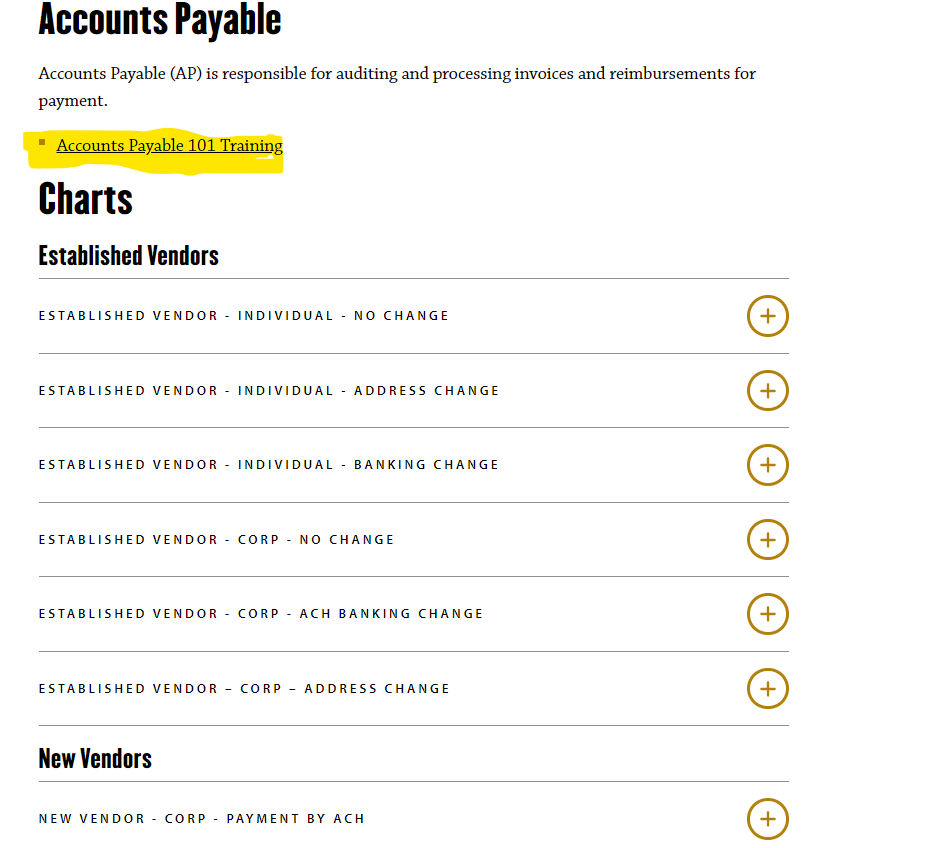 Accounts Payable
Accounts Payable (AP) is responsible for auditing and processing invoices and reimbursements for
payment.
Accounts Payable 101 Training
Charts
Established Vendors
ESTABLISHED VENDOR - INDIVIDUAL - NO CHANGE
ESTABLISHED VENDOR - INDIVIDUAL - ADDRESS CHANGE
ESTABLISHED VENDOR - INDIVIDUAL - BANKING CHANGE
ESTABLISHED VENDOR - CORP - NO CHANGE
ESTABLISHED VENDOR - CORP - ACH BANKING CHANGE
ESTABLISHED VENDOR – CORP – ADDRESS CHANGE
New Vendors
NEW VENDOR - CORP - PAYMENT BY ACH